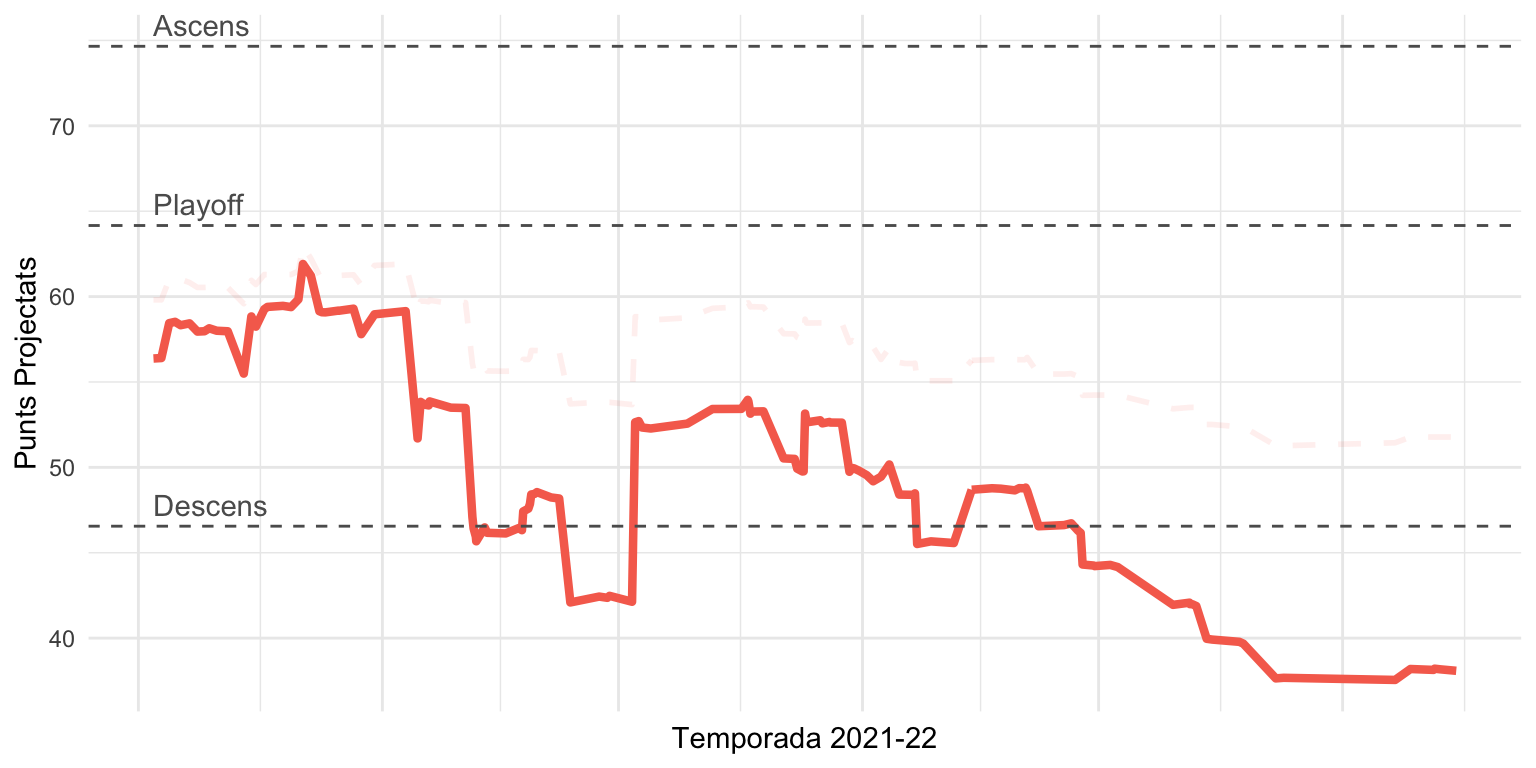 Ascens
70
Playoff
60
50
Descens
40
Punts Projectats
Temporada 2021-22